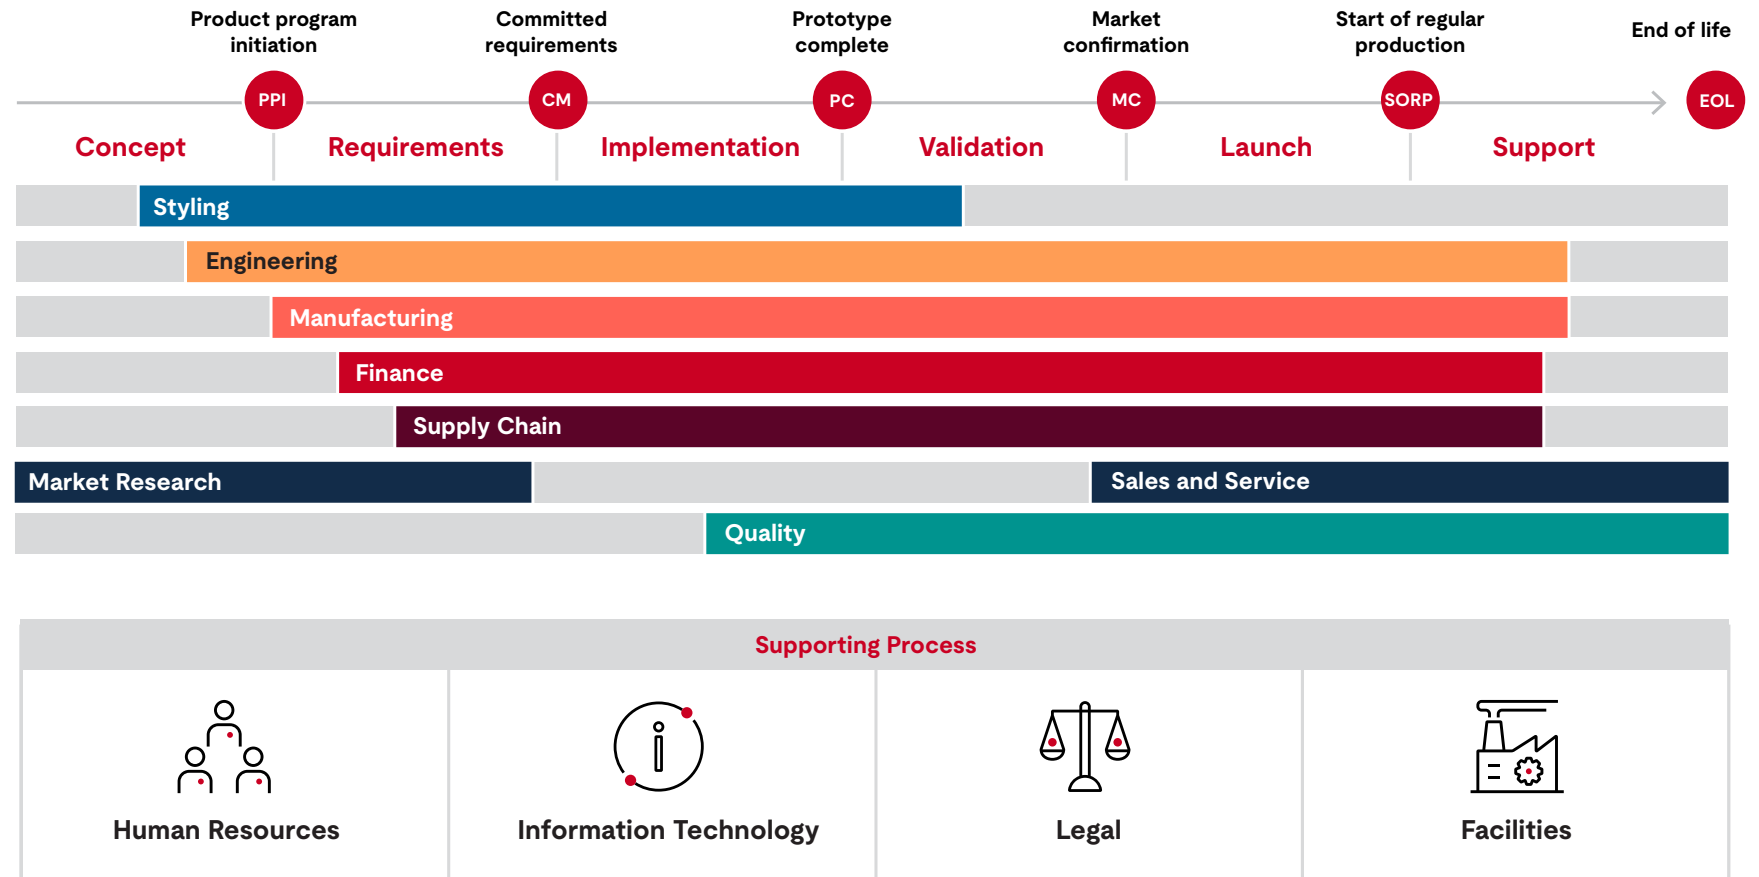 Product program
initiation
Committed
requirements
Prototype
complete
Market
confirmation
Start of regular
production
End of life
PPI
CM
PC
MC
SORP
EOL
Concept
Requirements
Implementation
Validation
Launch
Support
Styling
Engineering
Manufacturing
Finance
Supply Chain
Market Research
Sales and Service
Quality
Supporting Process
Human Resources
Information Technology
Legal
Facilities